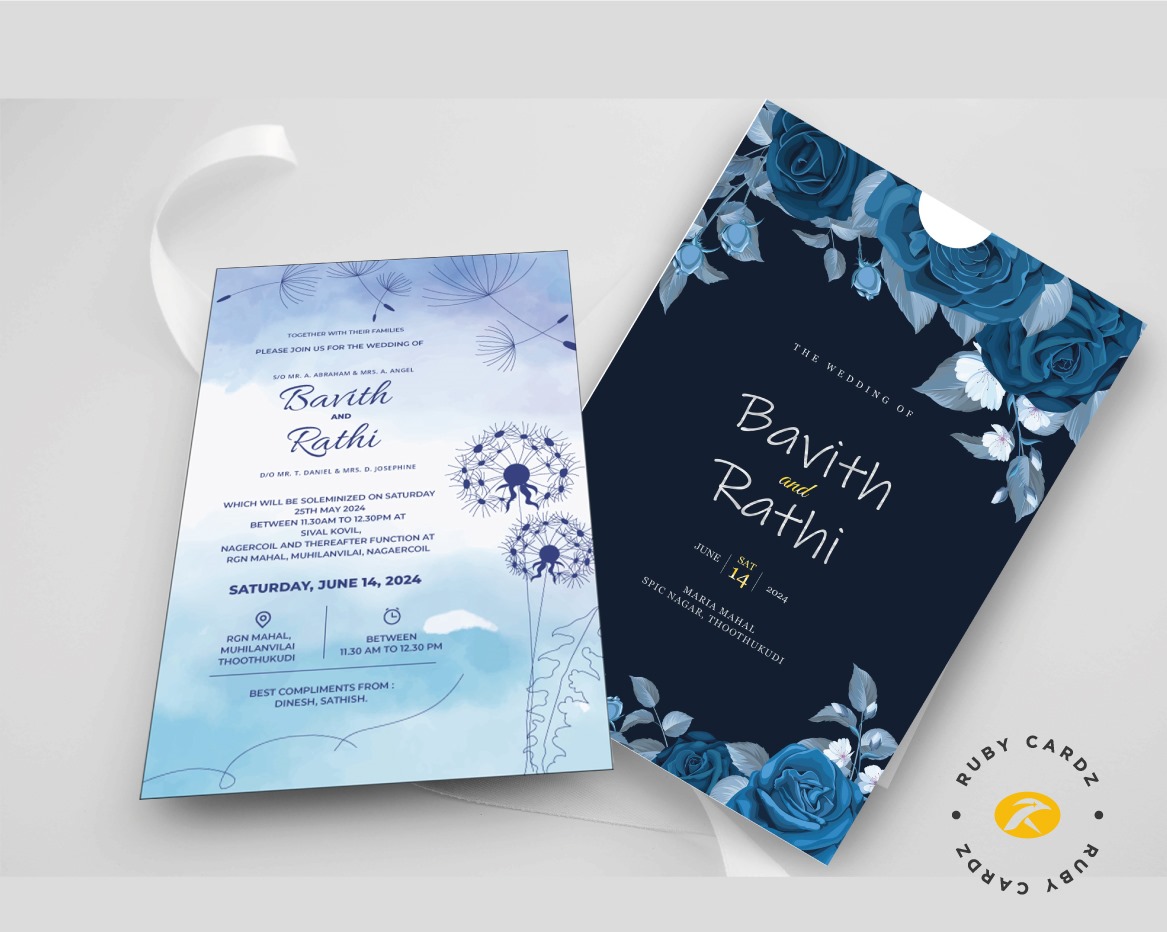 TOGETHER WITH THEIR FAMILIES
PLEASE JOIN US FOR THE WEDDING OF
S/O MR. A. ABRAHAM & MRS. A. ANGEL
Bavith
AND
Rathi
D/O MR. T. DANIEL & MRS. D. JOSEPHINE
WHICH WILL BE SOLEMINIZED ON SATURDAY
25TH MAY 2024
BETWEEN 11.30AM TO 12.30PM AT
SIVAL KOVIL,
NAGERCOIL AND THEREAFTER FUNCTION AT
RGN MAHAL, MUHILANVILAI, NAGAERCOIL
SATURDAY, JUNE 14, 2024
RGN MAHAL,
MUHILANVILAI
THOOTHUKUDI
BETWEEN
11.30 AM TO 12.30 PM
BEST COMPLIMENTS FROM :
DINESH, SATHISH.
THE WEDDING OF
Bavith
and
Rathi
JUNE
SAT
14
2024
MARIA MAHAL
SPIC NAGAR, THOOTHUKUDI
RUBY CARDZ
RUBY CARDZ